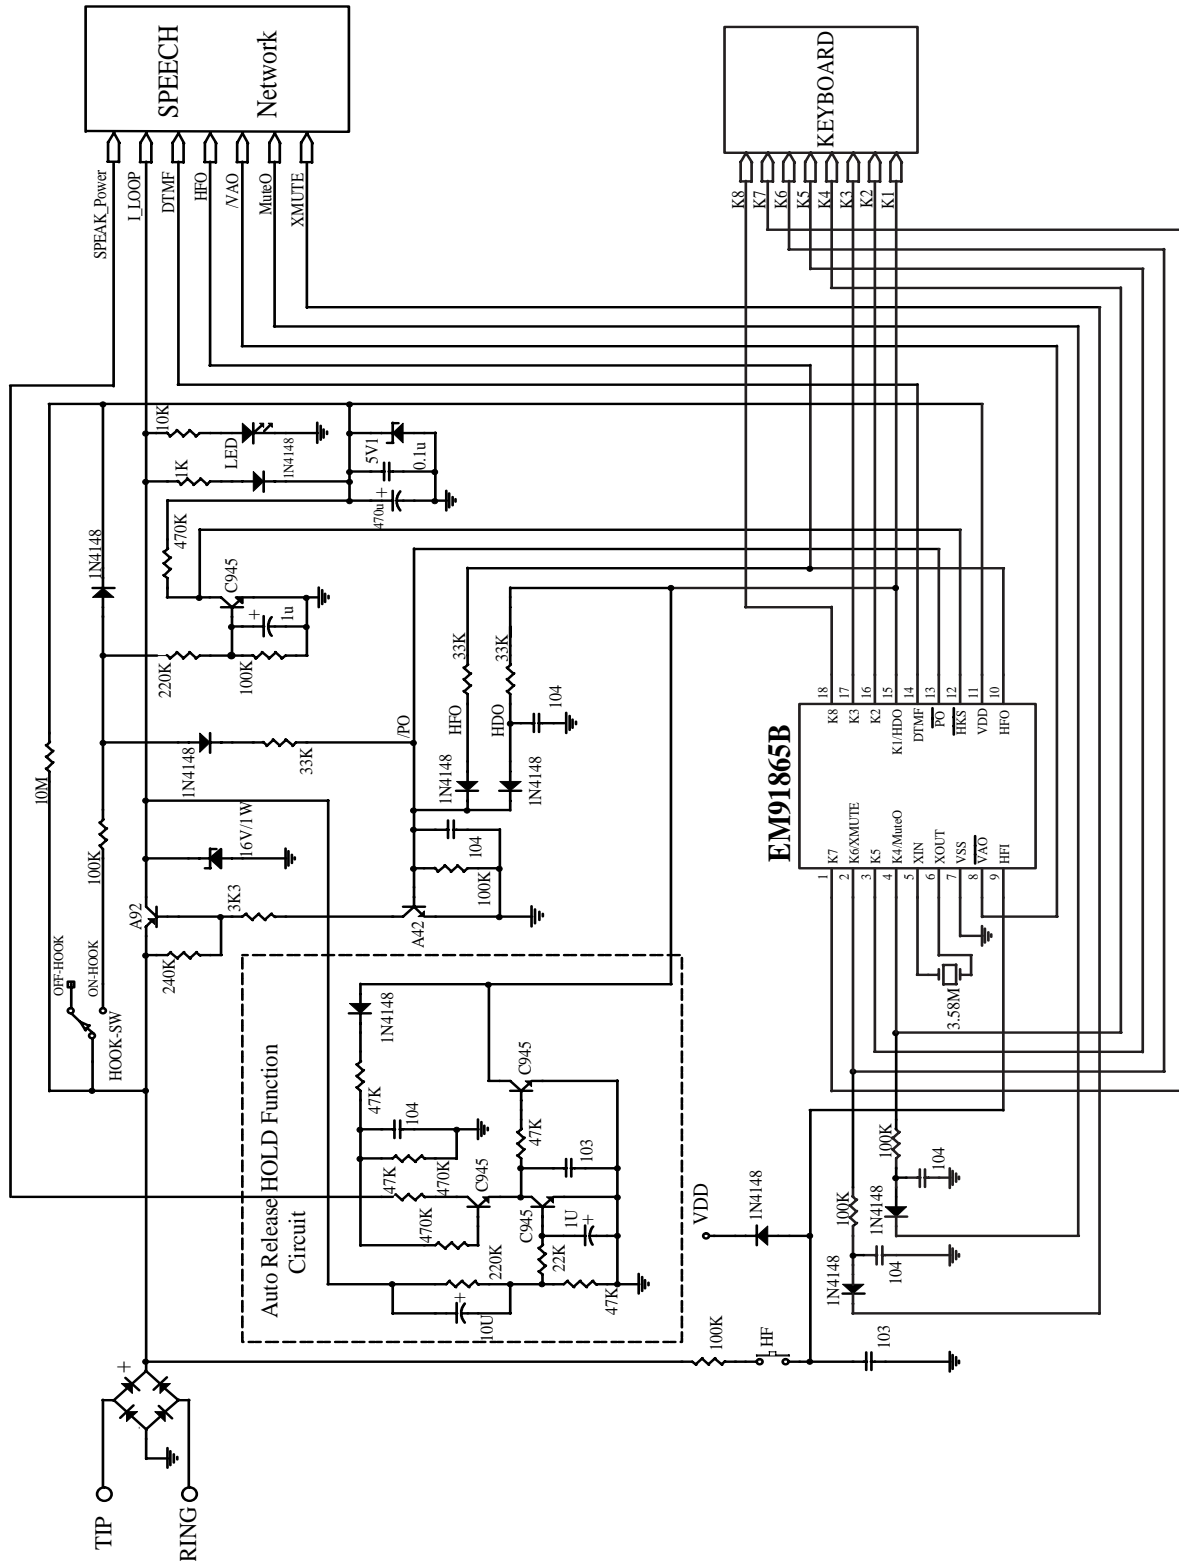 TIP
RING
+
HOOK-SW
OFF-HOOK
ON-HOOK
10M
100K
240K
A92
3K3
16V/1W
1N4148
33K
/PO
220K
100K
1N4148
C945
+
1u
470K
1K
10K
LED
1N4148
5V1
0.1u
470u
+
SPEAK_Power
I_LOOP
DTMF
HFO
/VAO
MuteO
XMUTE
SPEECH
Network
A42
100K
104
1N4148
1N4148
HFO
HDO
33K
33K
104
Auto Release HOLD Function
Circuit
1N4148
47K
104
47K
470K
470K
C945
47K
C945
C945
103
1U
+
22K
220K
10U
+
47K
100K
HF
103
VDD
1N4148
1N4148
104
100K
1N4148
104
100K
3.58M
EM91865B
1
2
3
4
5
6
7
8
9
K7
K6/XMUTE
K5
K4/MuteO
XIN
XOUT
VSS
VAO
HFI
K8
K3
K2
K1/HDO
DTMF
PO
HKS
VDD
HFO
18
17
16
15
14
13
12
11
10
K8
K7
K6
K5
K4
K3
K2
K1
KEYBOARD